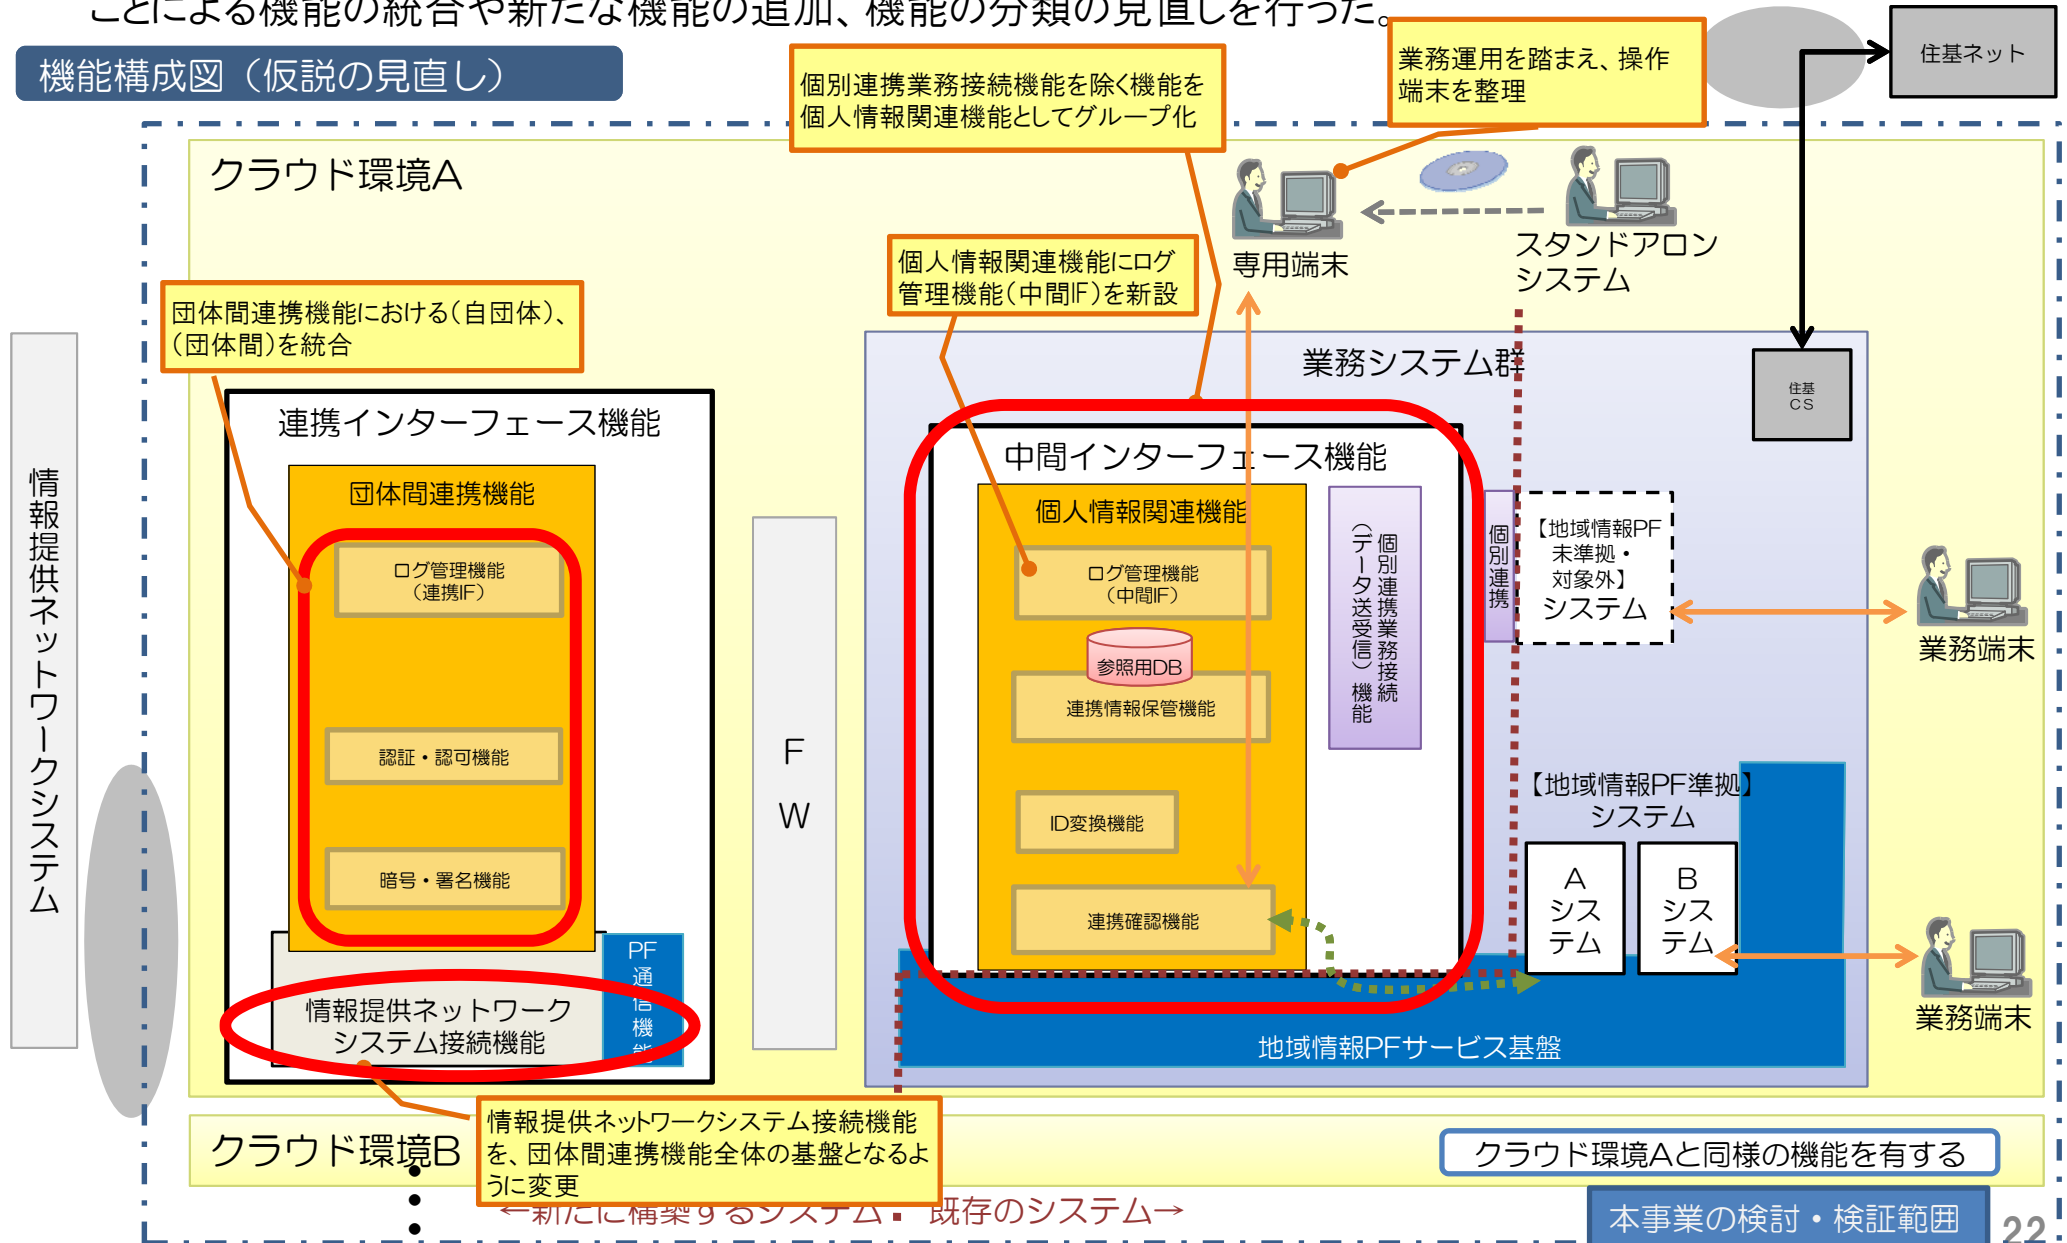 ことによる機能の統合や新たな機能の追加、機能の分類の見直しを行った。
機能構成図（仮説の見直し）
個別連携業務接続機能を除く機能を
個人情報関連機能としてグループ化
業務運用を踏まえ、操作
端末を整理
住基ネット
クラウド環境A
専用端末
スタンドアロン
システム
個人情報関連機能にログ
管理機能（中間IF）を新設
団体間連携機能における（自団体）、
（団体間）を統合
業務システム群
住基
CS
情報提供ネットワークシステム
連携インターフェース機能
団体間連携機能
ログ管理機能
（連携IF）
認証・認可機能
暗号・署名機能
情報提供ネットワーク
システム接続機能
PF
通
信
機
能
F
W
中間インターフェース機能
個人情報関連機能
ログ管理機能
（中間IF）
参照用DB
連携情報保管機能
ID変換機能
連携確認機能
個別連携業務接続
（データ送受信）機能
個別連携
【地域情報PF
未準拠・
対象外】
システム
業務端末
【地域情報PF準拠】
システム
A
シス
テム
B
シス
テム
業務端末
地域情報PFサービス基盤
クラウド環境B
情報提供ネットワークシステム接続機能
を、団体間連携機能全体の基盤となるよ
うに変更
クラウド環境Aと同様の機能を有する
←新たに構築するシステム
既存のシステム→
本事業の検討・検証範囲
22